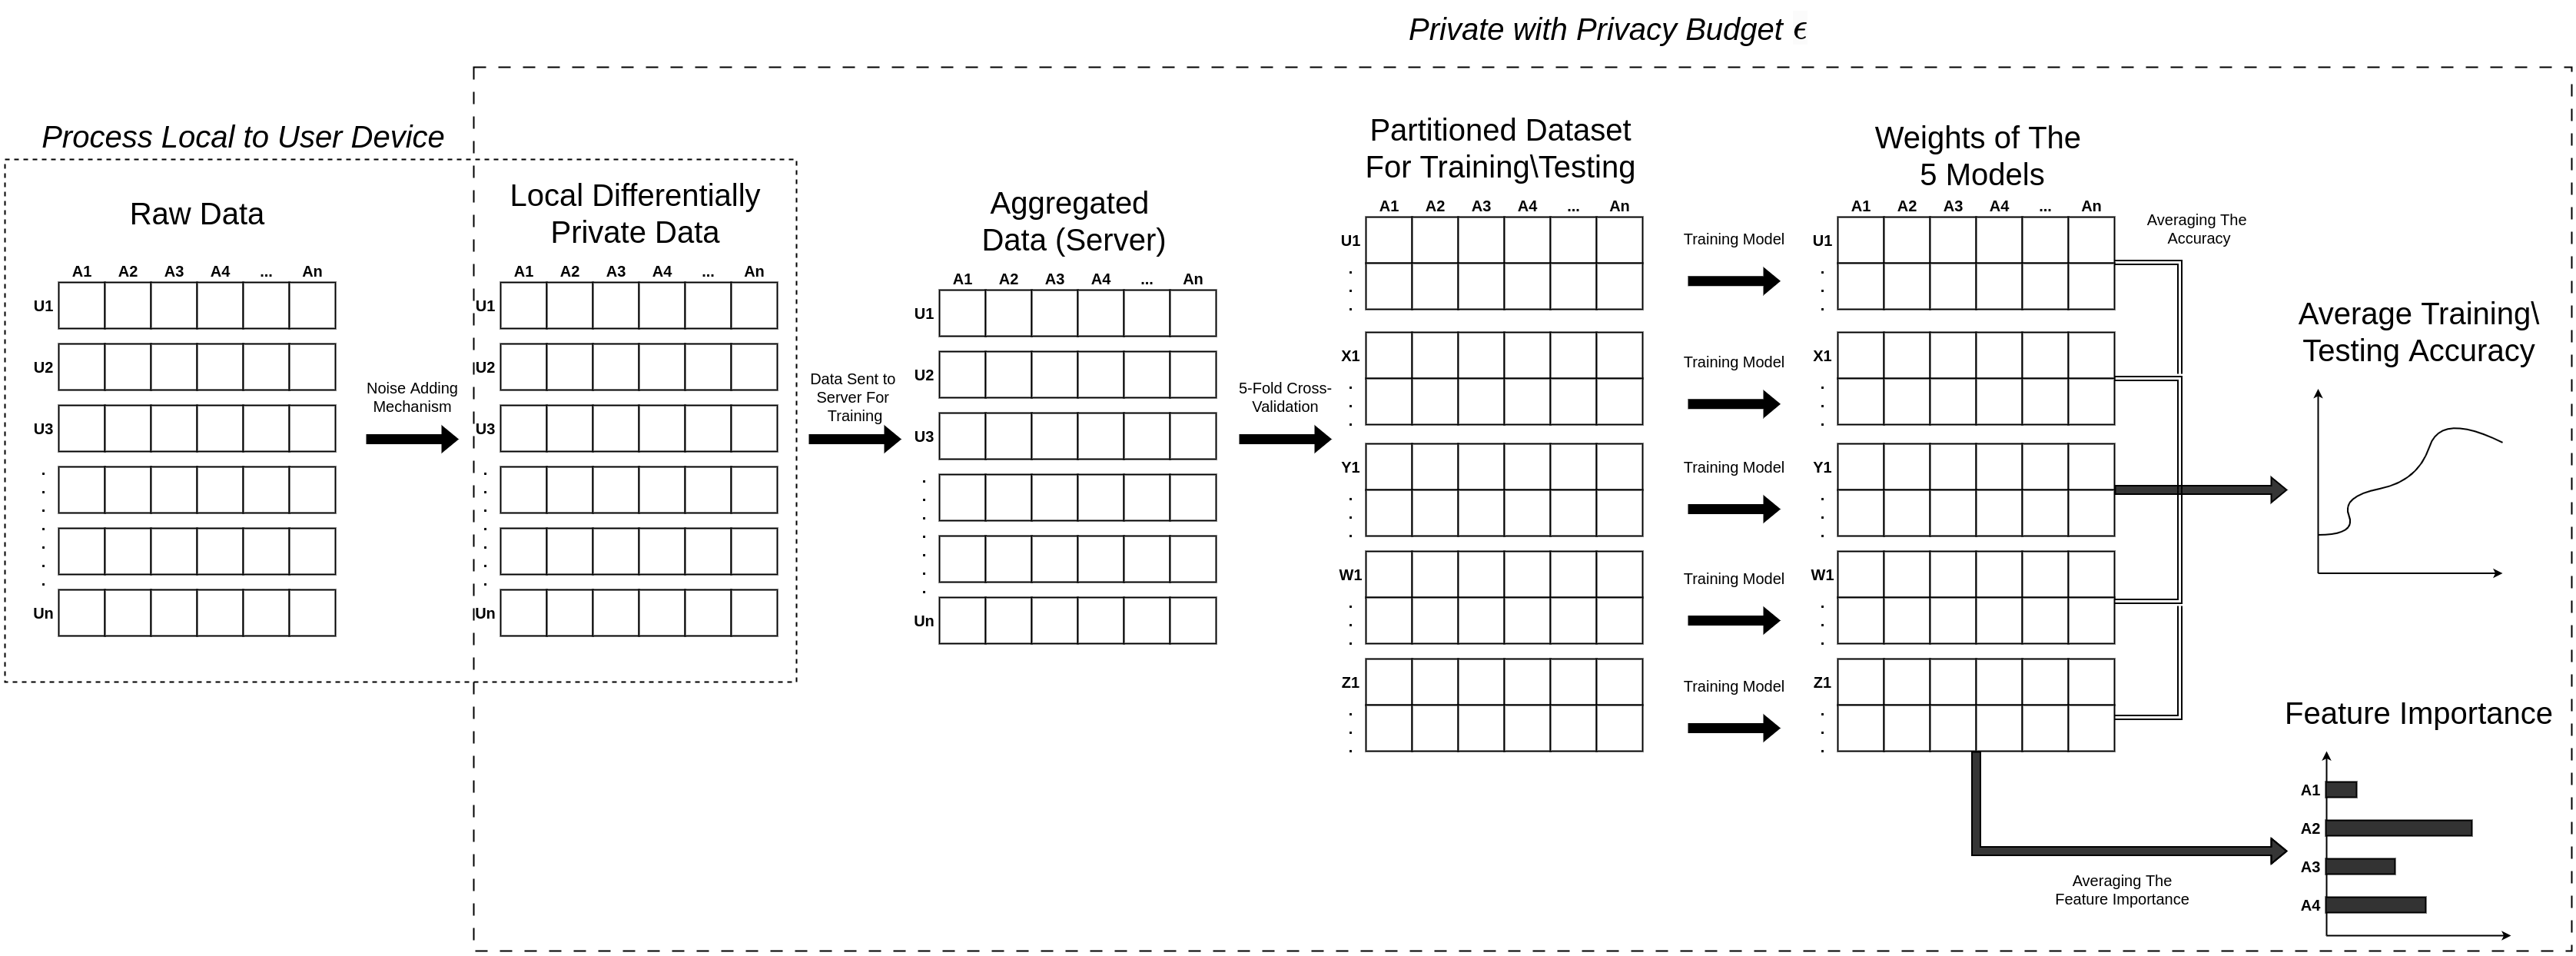 Private with Privacy Budget ϵ
Process Local to User Device
Raw Data
A1 A2 A3 A4 ... An
U1
U2
U3
.
.
.
.
.
.
.
Un
Noise Adding
Mechanism
Local Differentially
Private Data
A1 A2 A3 A4 ... An
U1
U2
U3
.
.
.
.
.
.
.
Un
Data Sent to
Server For
Training
Aggregated
Data (Server)
A1 A2 A3 A4 ... An
U1
U2
U3
.
.
.
.
.
.
.
Un
5-Fold Cross-
Validation
Partitioned Dataset
For Training\Testing
A1 A2 A3 A4 ... An
U1
.
.
.
X1
.
.
.
Y1
.
.
.
W1
.
.
.
Z1
.
.
.
Training Model
Training Model
Training Model
Training Model
Training Model
Weights of The
5 Models
A1 A2 A3 A4 ... An
U1
.
.
.
X1
.
.
.
Y1
.
.
.
W1
.
.
.
Z1
.
.
.
Averaging The
Accuracy
Average Training\
Testing Accuracy
Averaging The
Feature Importance
Feature Importance
A1
A2
A3
A4